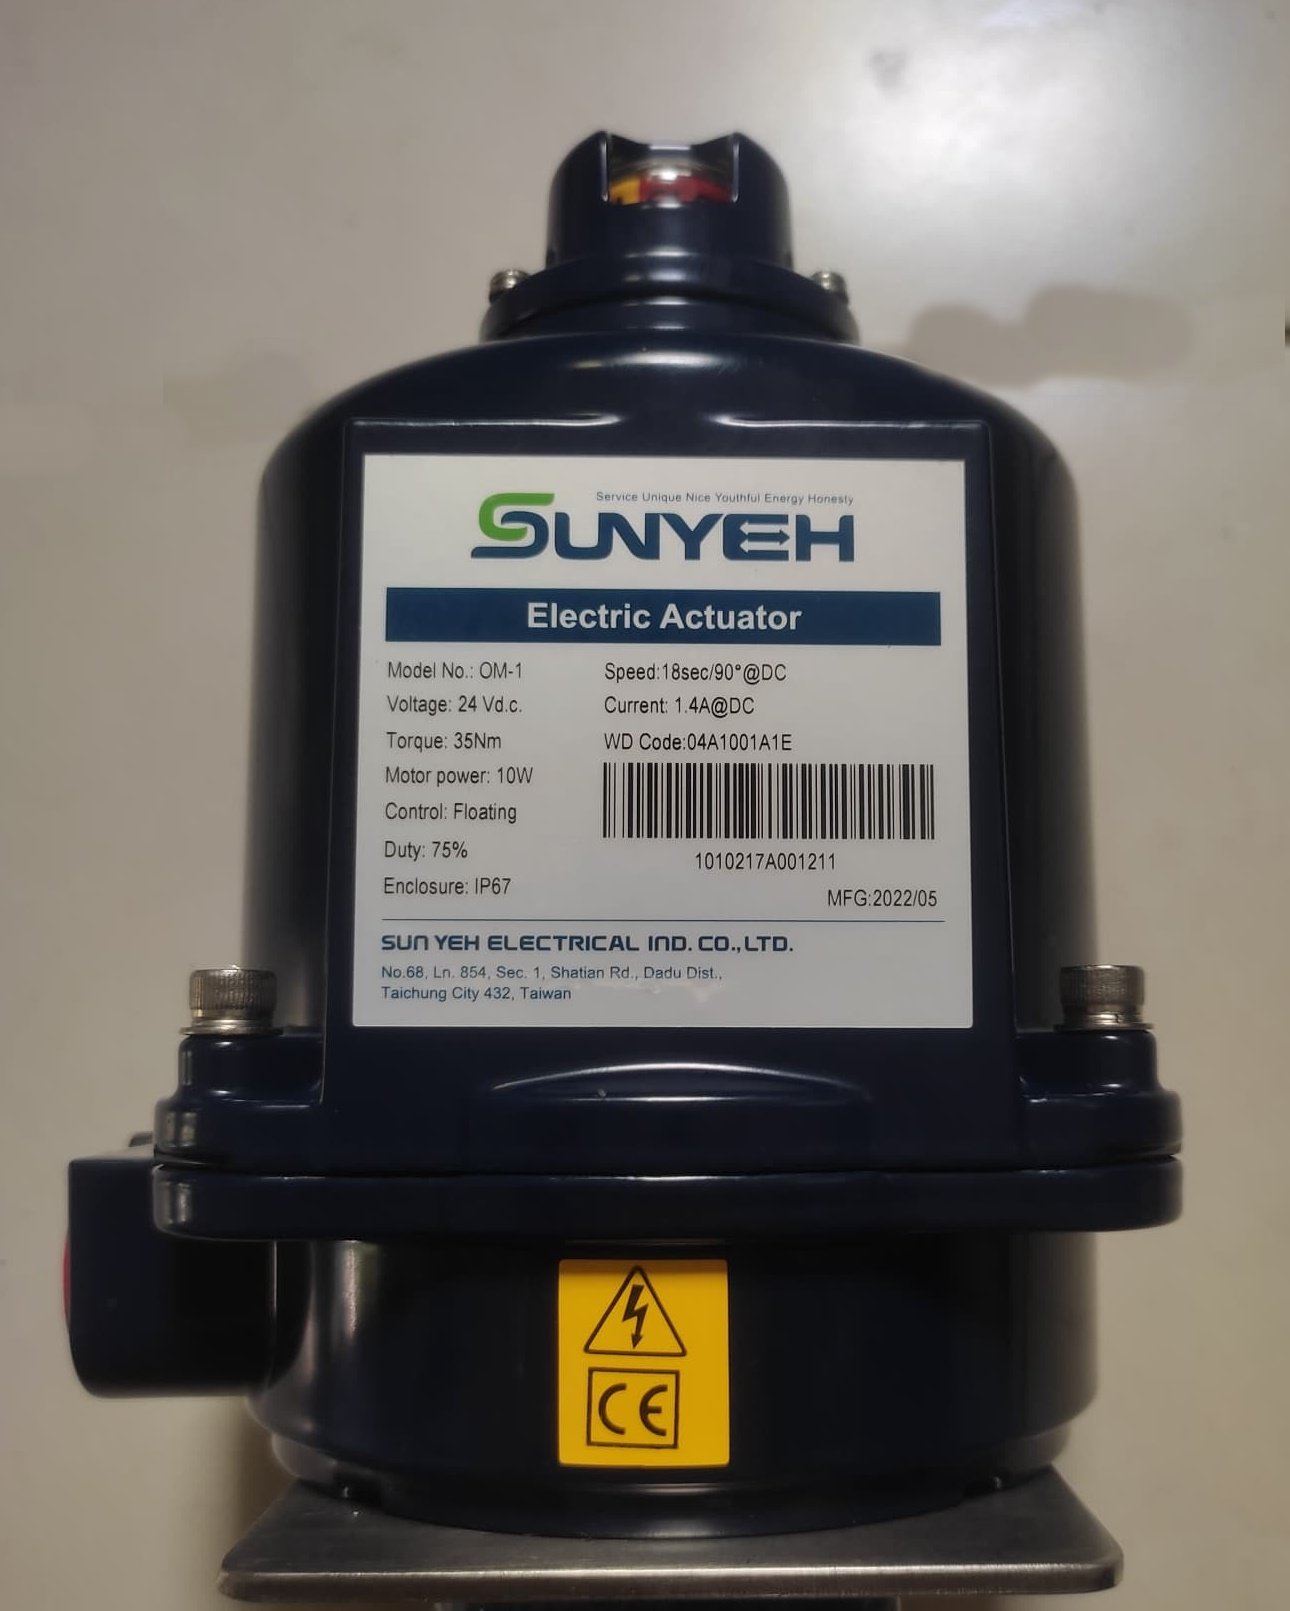 Service Unique Nice Youthful Energy Honesty
SUNYEH
Electric Actuator
Model No.: OM-1
Speed:18sec/90°@DC
Voltage: 24 Vd.c.
Current: 1.4A@DC
Torque: 35Nm
WD Code:04A1001A1E
Motor power: 10W
Control: Floating
Duty: 75%
1010217A001211
Enclosure: IP67
MFG:2022/05
SUN YEH ELECTRICAL IND. CO.,LTD.
No.68, Ln. 854, Sec. 1, Shatian Rd., Dadu Dist.,
Taichung City 432, Taiwan
CE